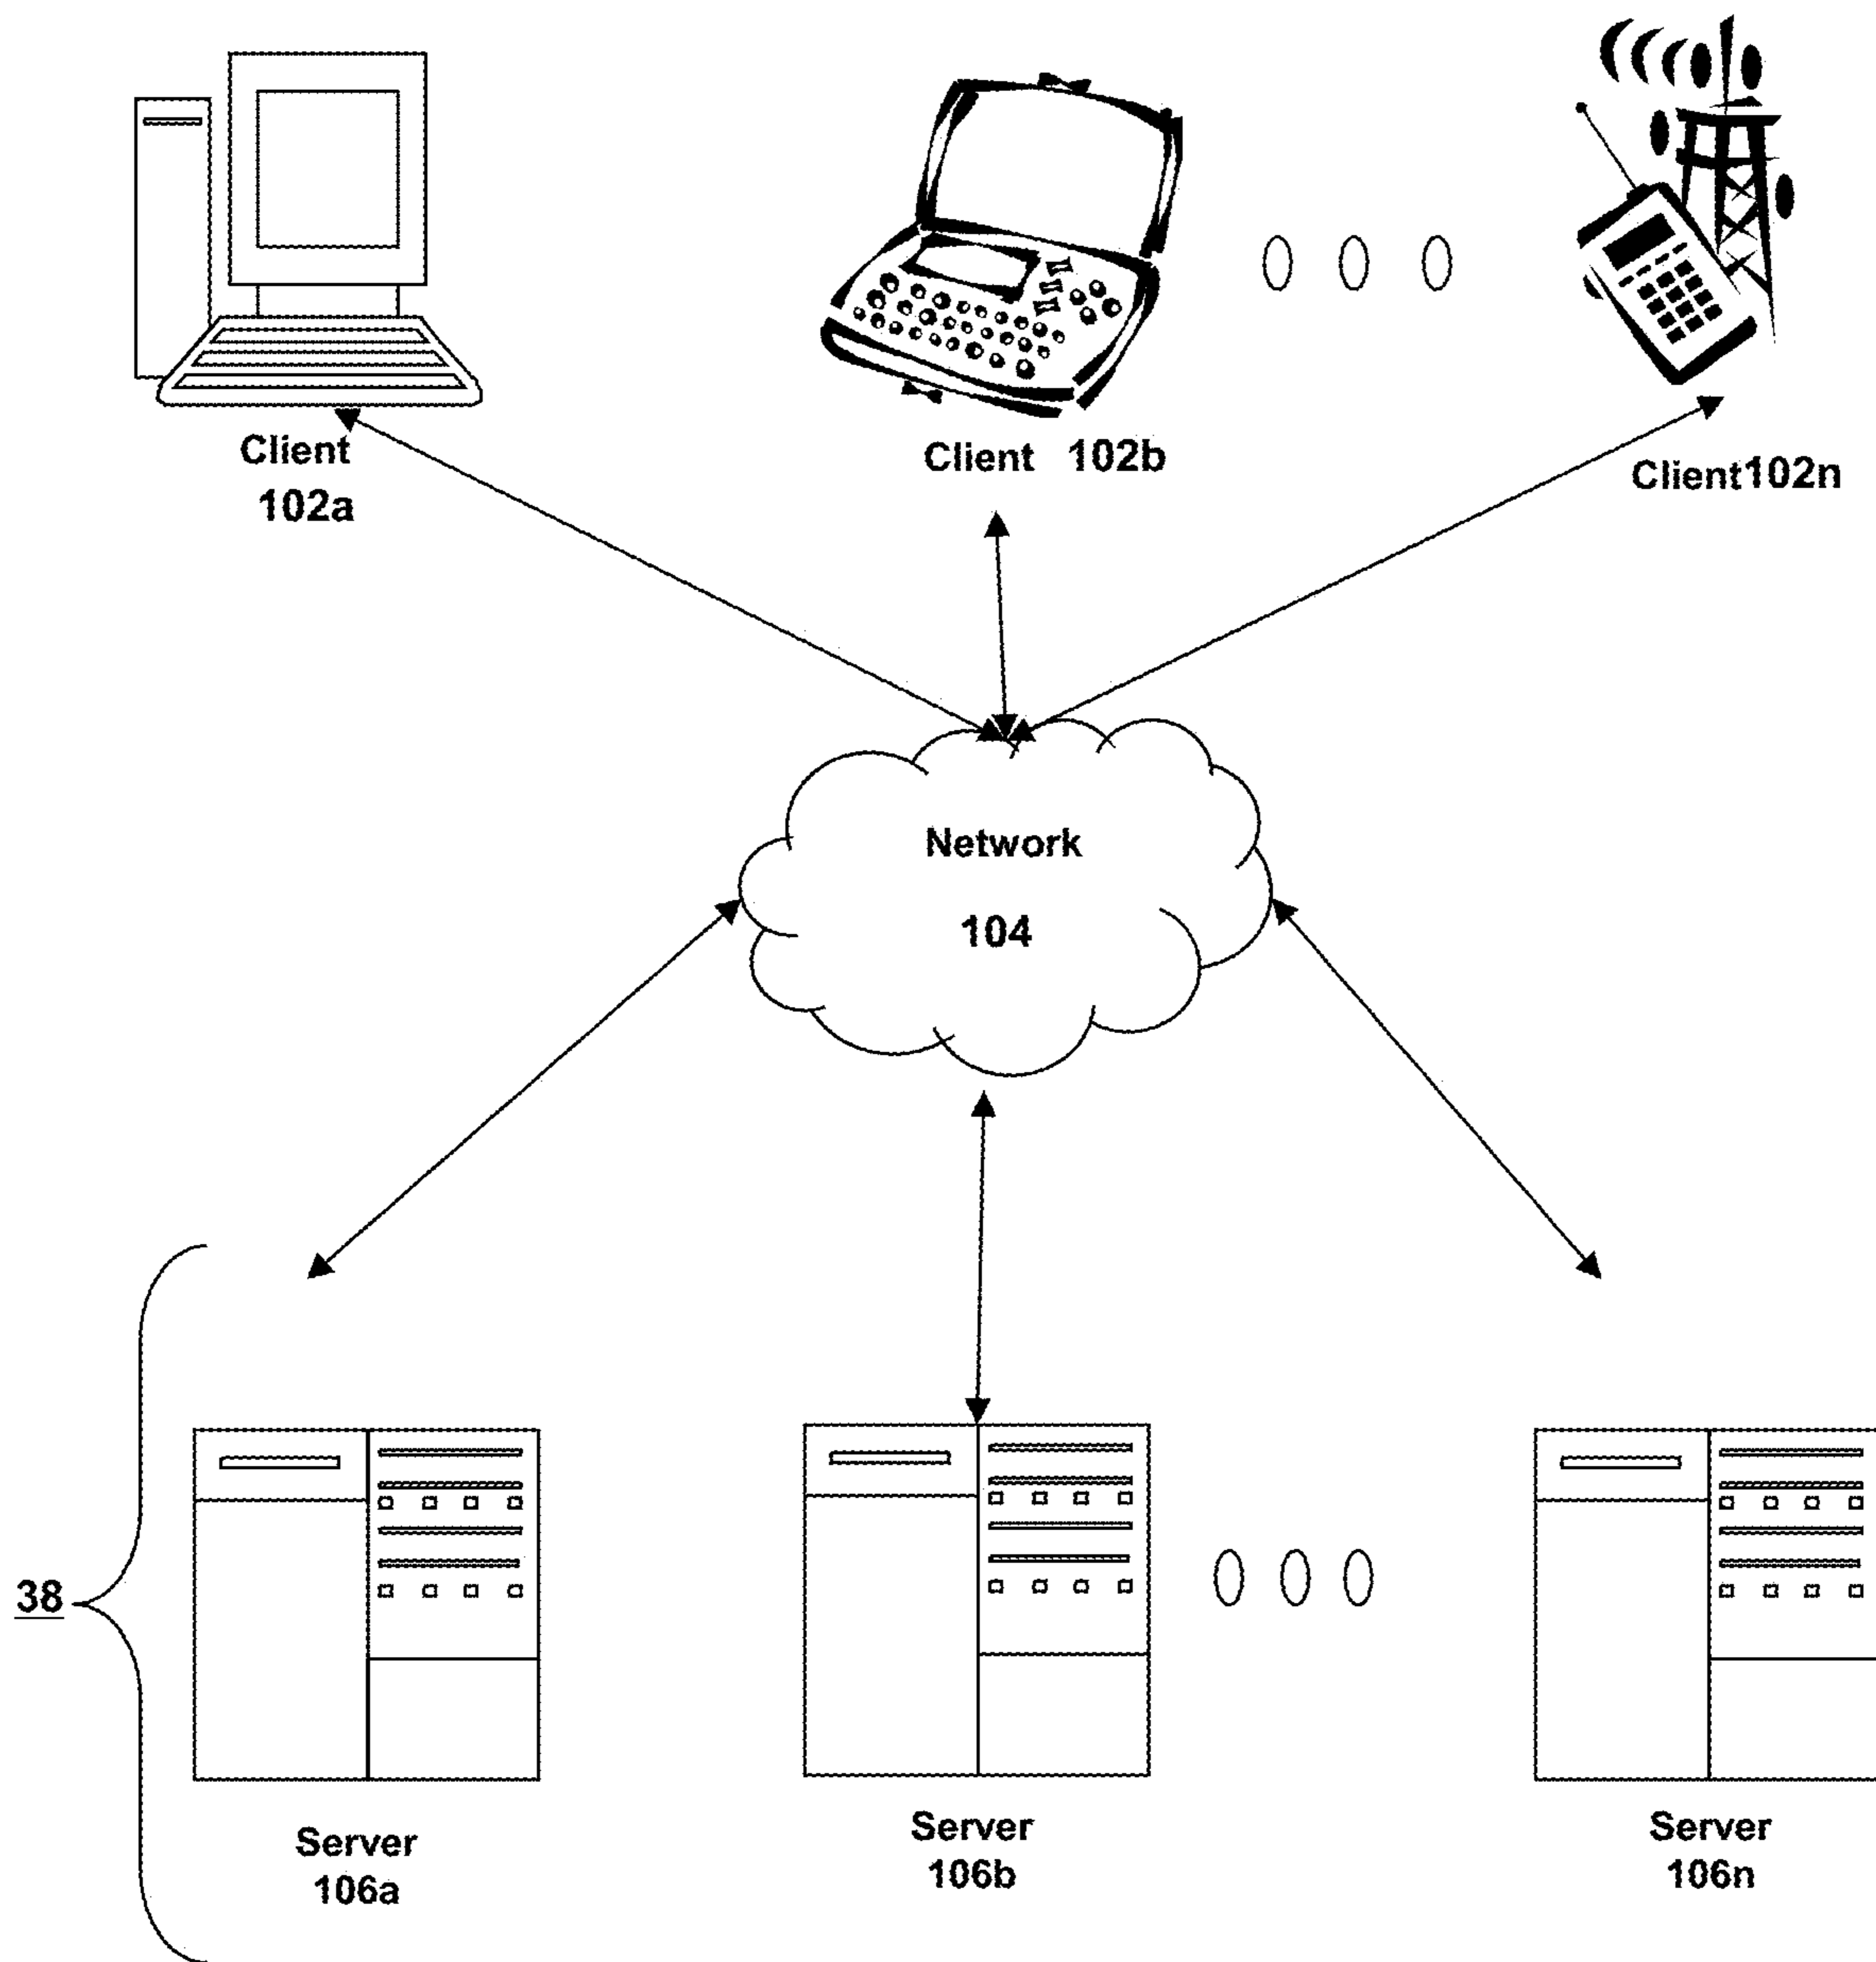 Client
102a
Client 102b
Client102n
Network
104
38
Server
106a
Server
106b
Server
106n